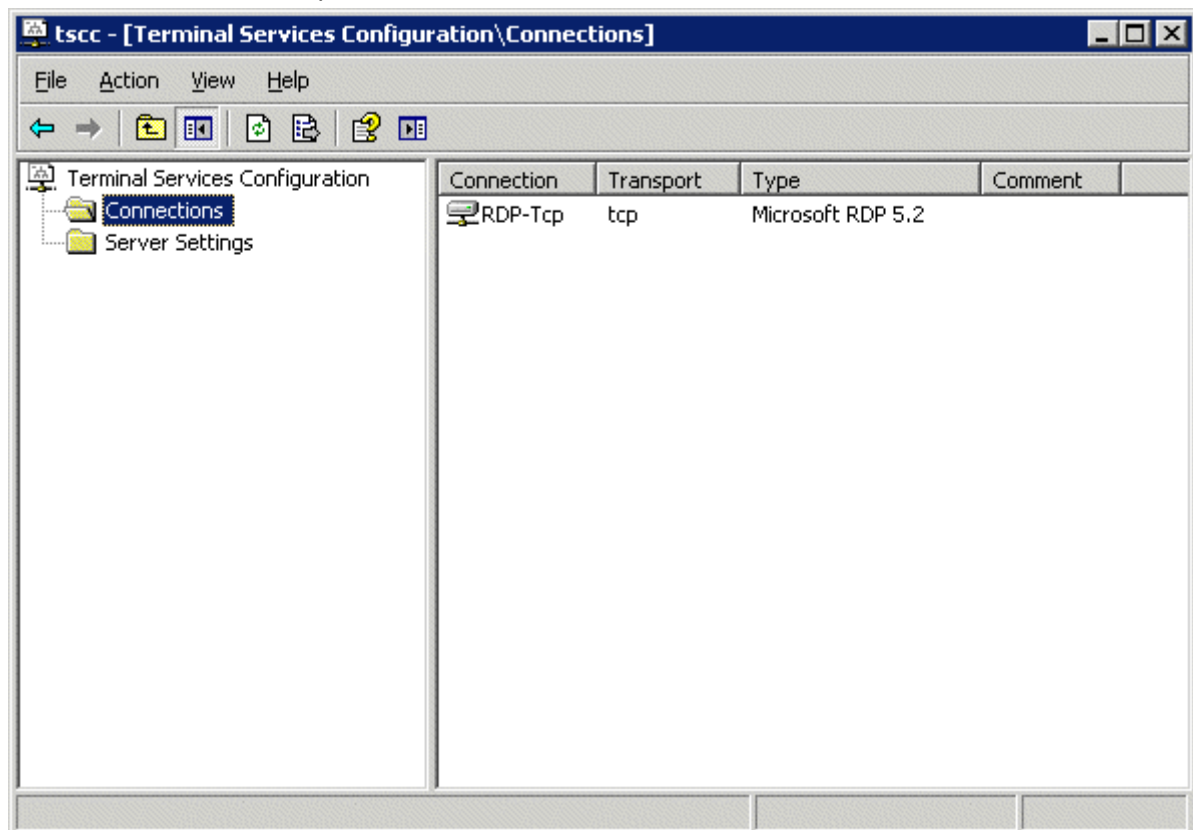 tscc - [Terminal Services Configuration\Connections]
File Action View Help
Terminal Services Configuration
Connections
Server Settings
Connection Transport Type Comment
RDP-Tcp tcp Microsoft RDP 5.2